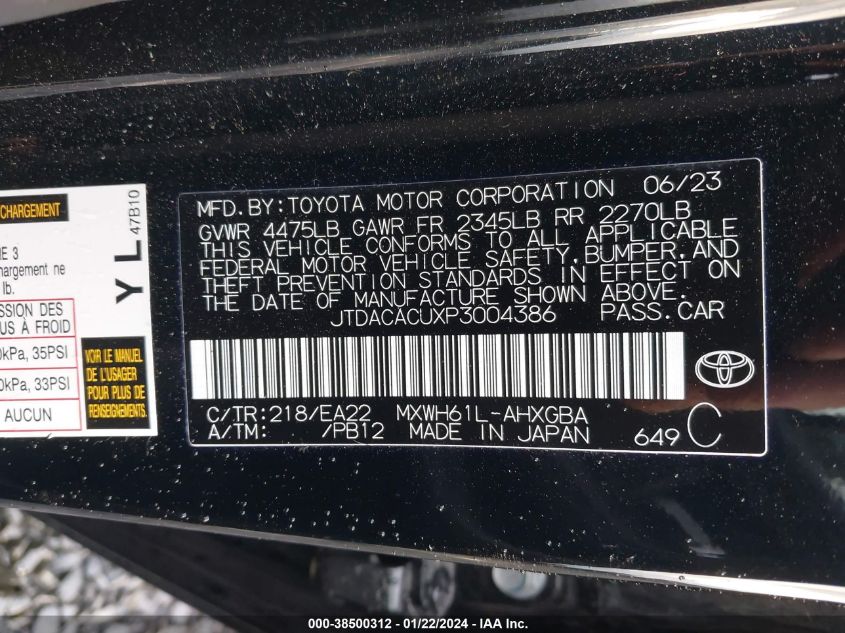 CHARGEMENT
E 3
hargement ne
lb.
SSION DES
US À FROID
0kPa, 35PSI
0kPa, 33PSI
AUCUN
YL
47B10
VOIR LE MANUEL
DE L'USAGER
POUR PLUS
DE DÉTAILS
MFD.BY:TOYOTA MOTOR CORPORATION 06/23
GVWR 4475LB GAWR FR 2345LB RR 2270LB
THIS VEHICLE CONFORMS TO ALL APPLICABLE
FEDERAL MOTOR VEHICLE SAFETY,BUMPER,AND
THEFT PREVENTION STANDARDS IN EFFECT ON
THE DATE OF MANUFACTURE SHOWN ABOVE.
JTDACACUXP3004386 PASS.CAR
C/TR:218/EA22 MXWH61L-AHXGBA
A/TM: /PB12 MADE IN JAPAN 649 C
000-38500312 - 01/22/2024 - IAA Inc.